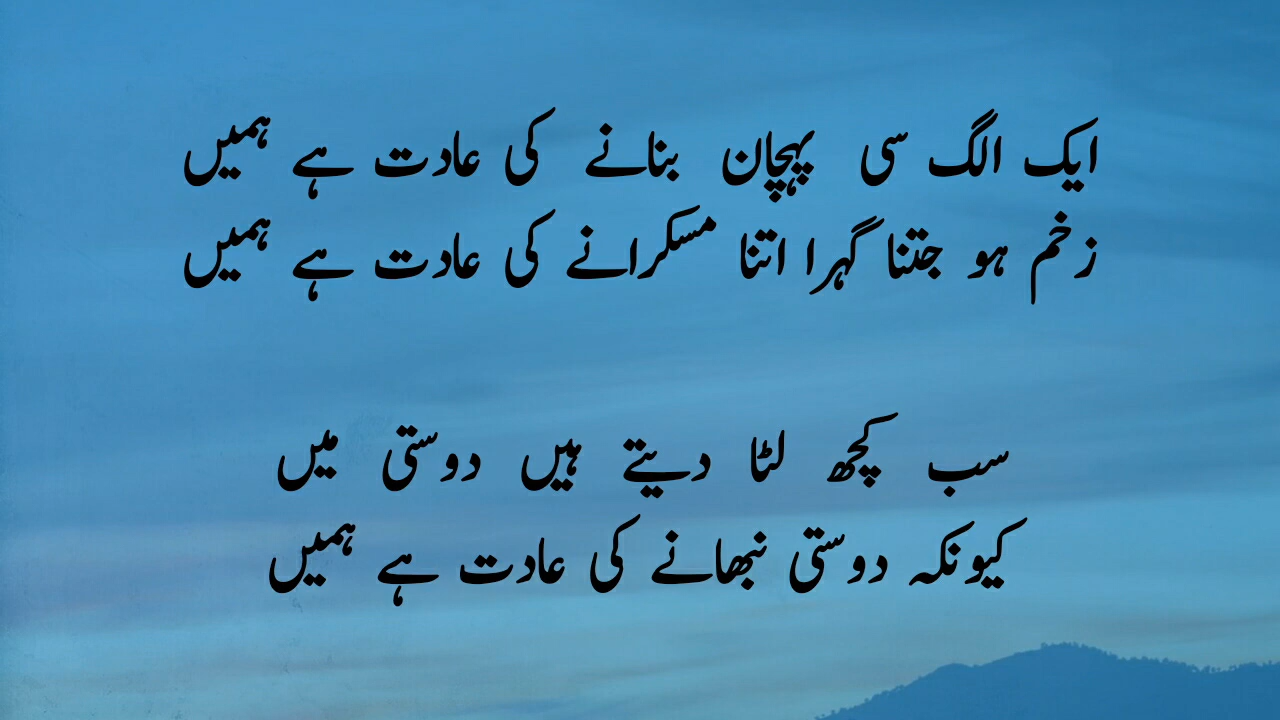 ایک الگ سی پہچان بنانے کی عادت ہے ہمیں
زخم ہو جتنا گہرا اتنا مسکرانے کی عادت ہے ہمیں
سب کچھ لٹا دیتے ہیں دوستی میں
کیونکہ دوستی نبھانے کی عادت ہے ہمیں